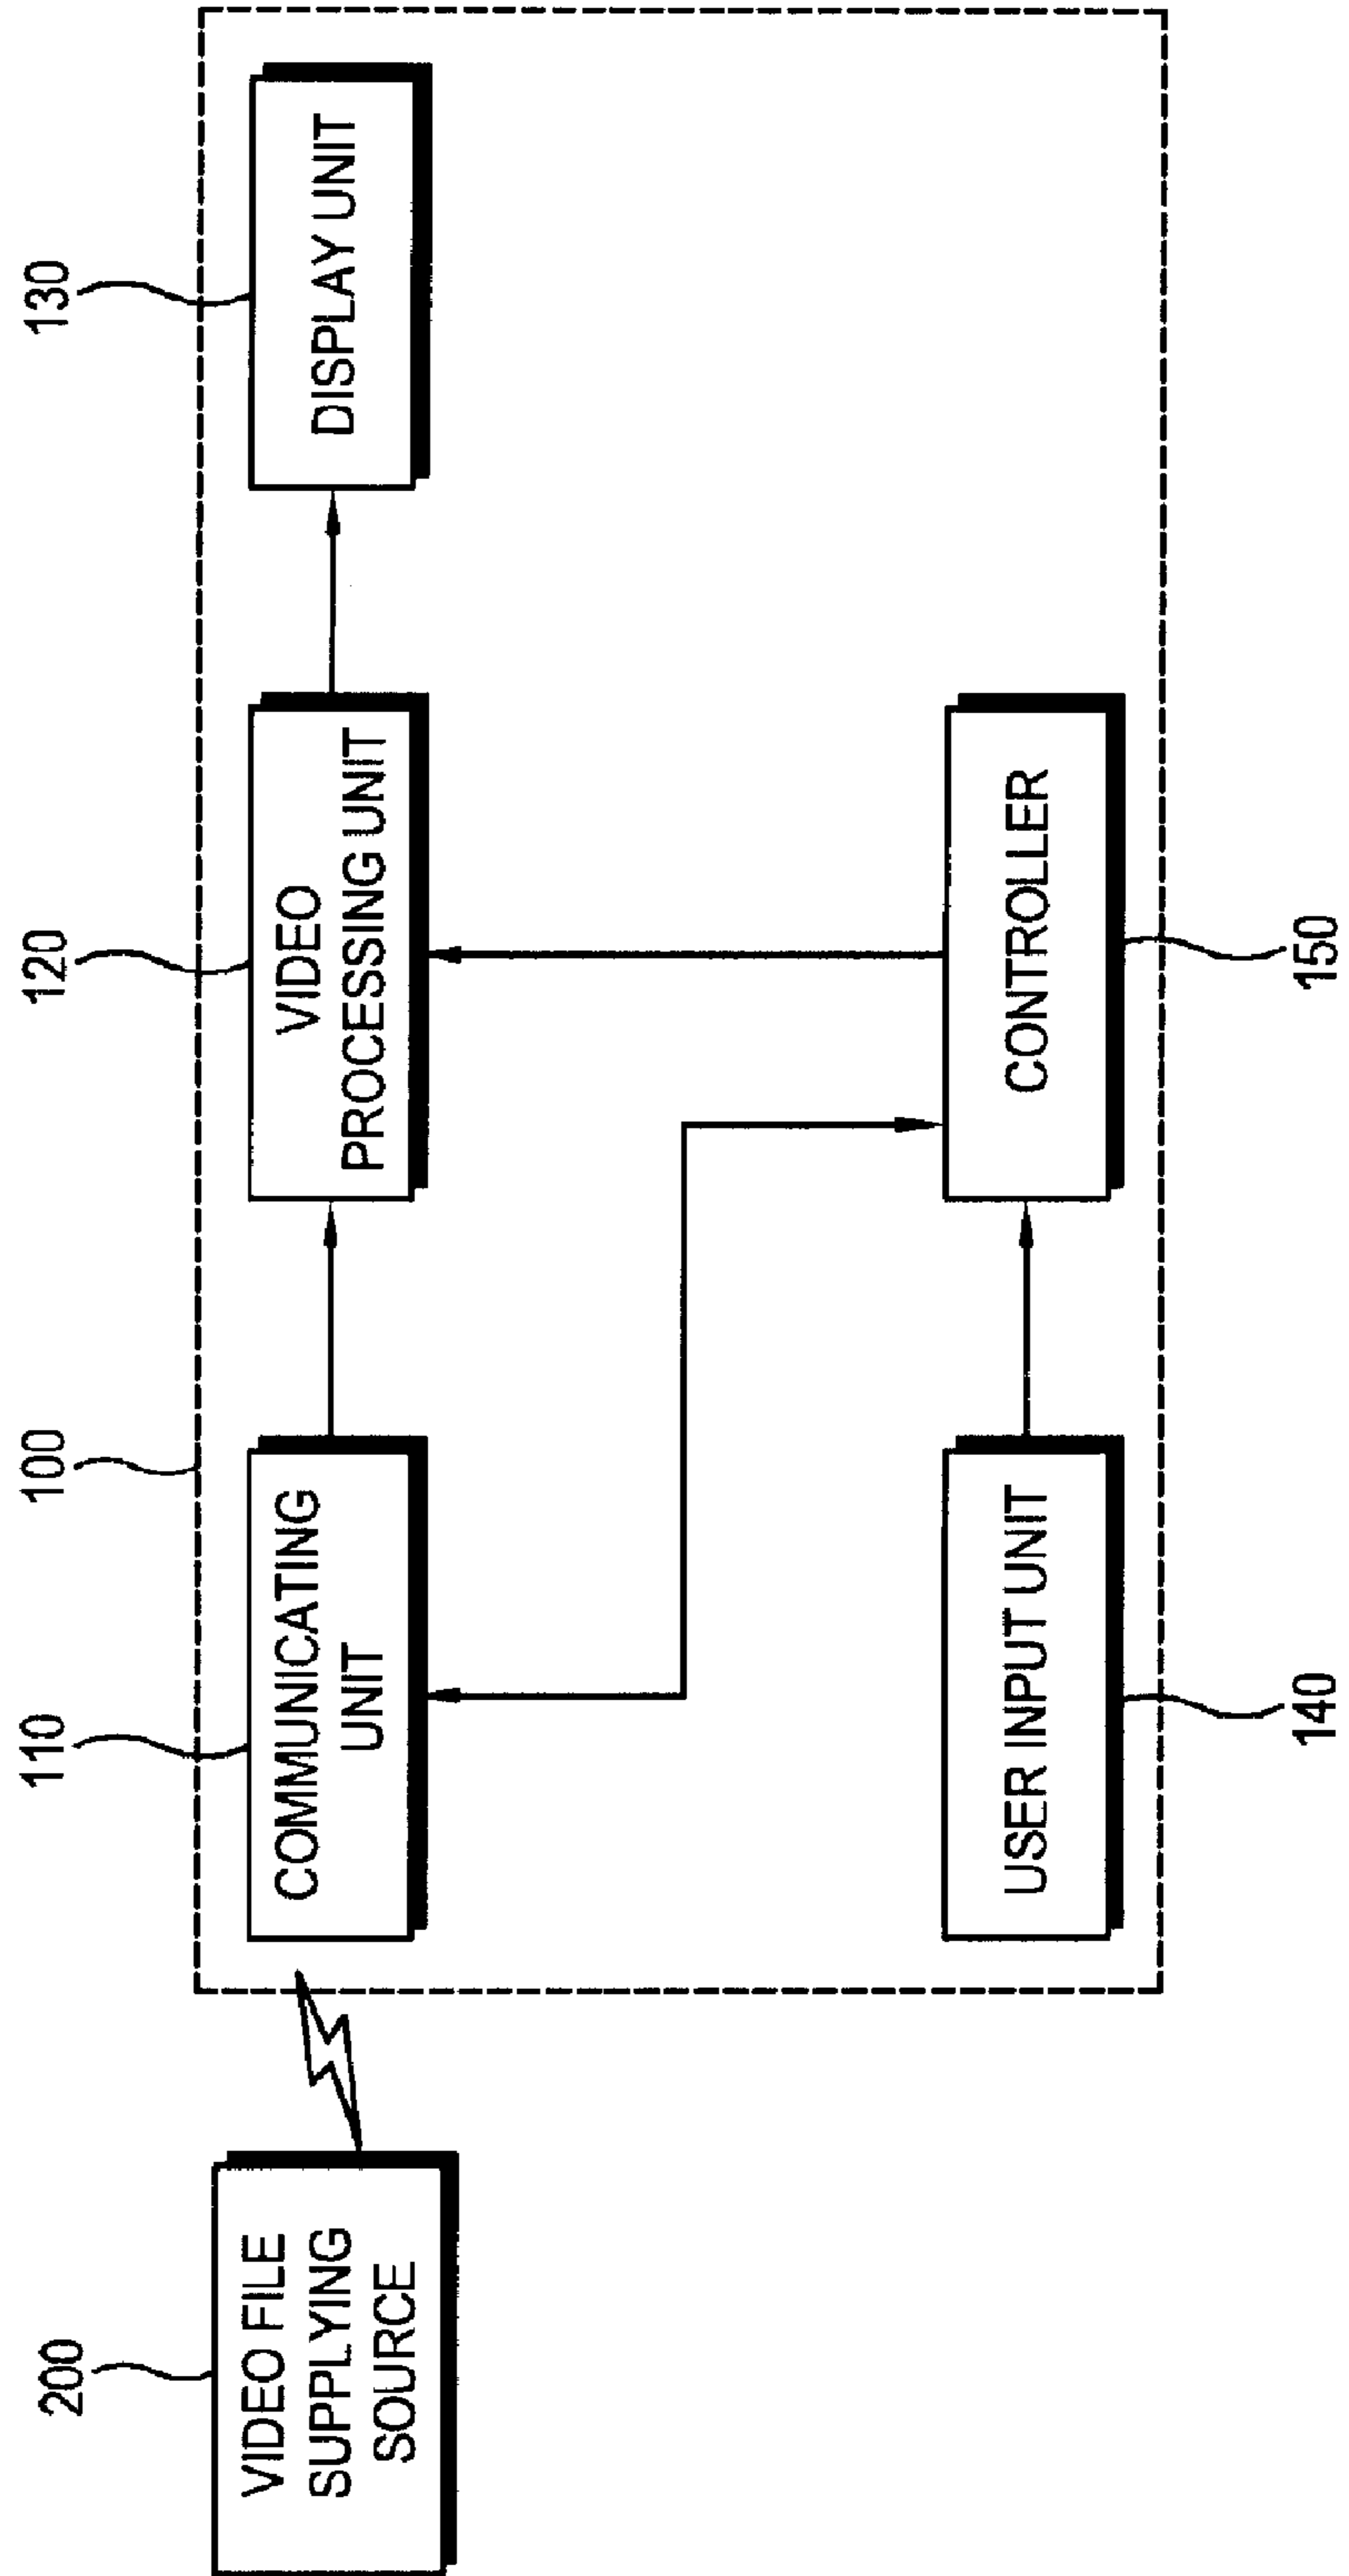 100
110
120
130
COMMUNICATING
UNIT
VIDEO
PROCESSING UNIT
DISPLAY UNIT
200
VIDEO FILE
SUPPLYING
SOURCE
USER INPUT UNIT
CONTROLLER
140
150